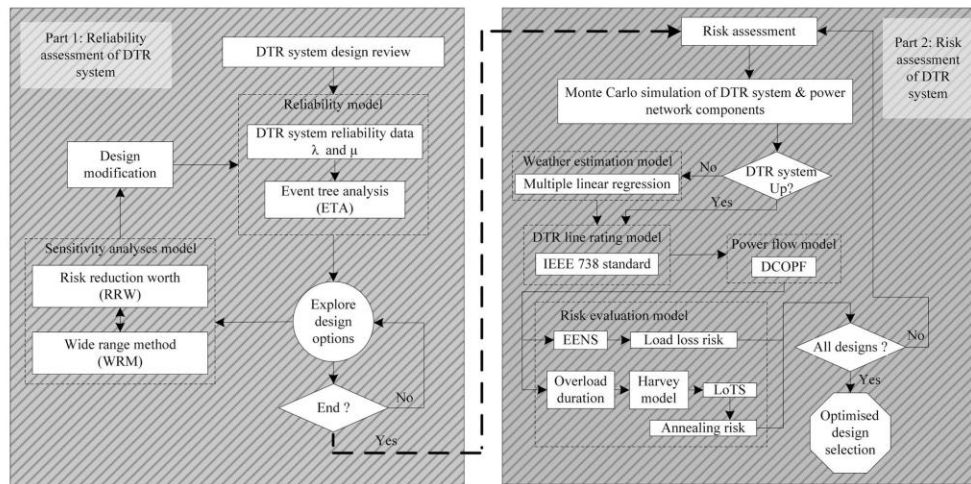 Part 1: Reliability
assessment of DTR
system
DTR system design review
Reliability model
DTR system reliability data
λ and μ
Event tree analysis
(ETA)
Design
modification
Sensitivity analyses model
Risk reduction worth
(RRW)
Wide range method
(WRM)
Explore
design
options
End ?
No
Yes
Risk assessment
Part 2: Risk
assessment
of DTR
system
Monte Carlo simulation of DTR system & power
network components
Weather estimation model
Multiple linear regression
No
DTR system
Up?
Yes
DTR line rating model
IEEE 738 standard
Power flow model
DCOPF
Risk evaluation model
EENS
Load loss risk
Overload
duration
Harvey
model
LoTS
Annealing risk
All designs ?
No
Yes
Optimised
design
selection